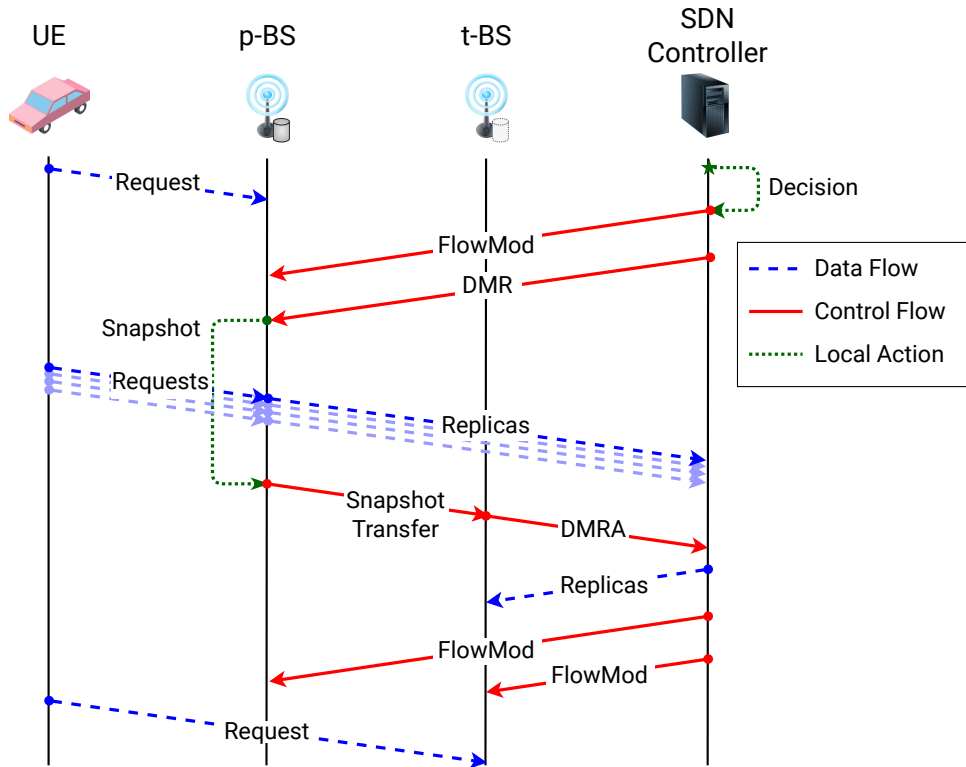 UE
p-BS
t-BS
SDN
Controller
Request
Decision
FlowMod
DMR
Data Flow
Control Flow
Local Action
Snapshot
Requests
Replicas
Snapshot
Transfer
DMRA
Replicas
FlowMod
FlowMod
Request